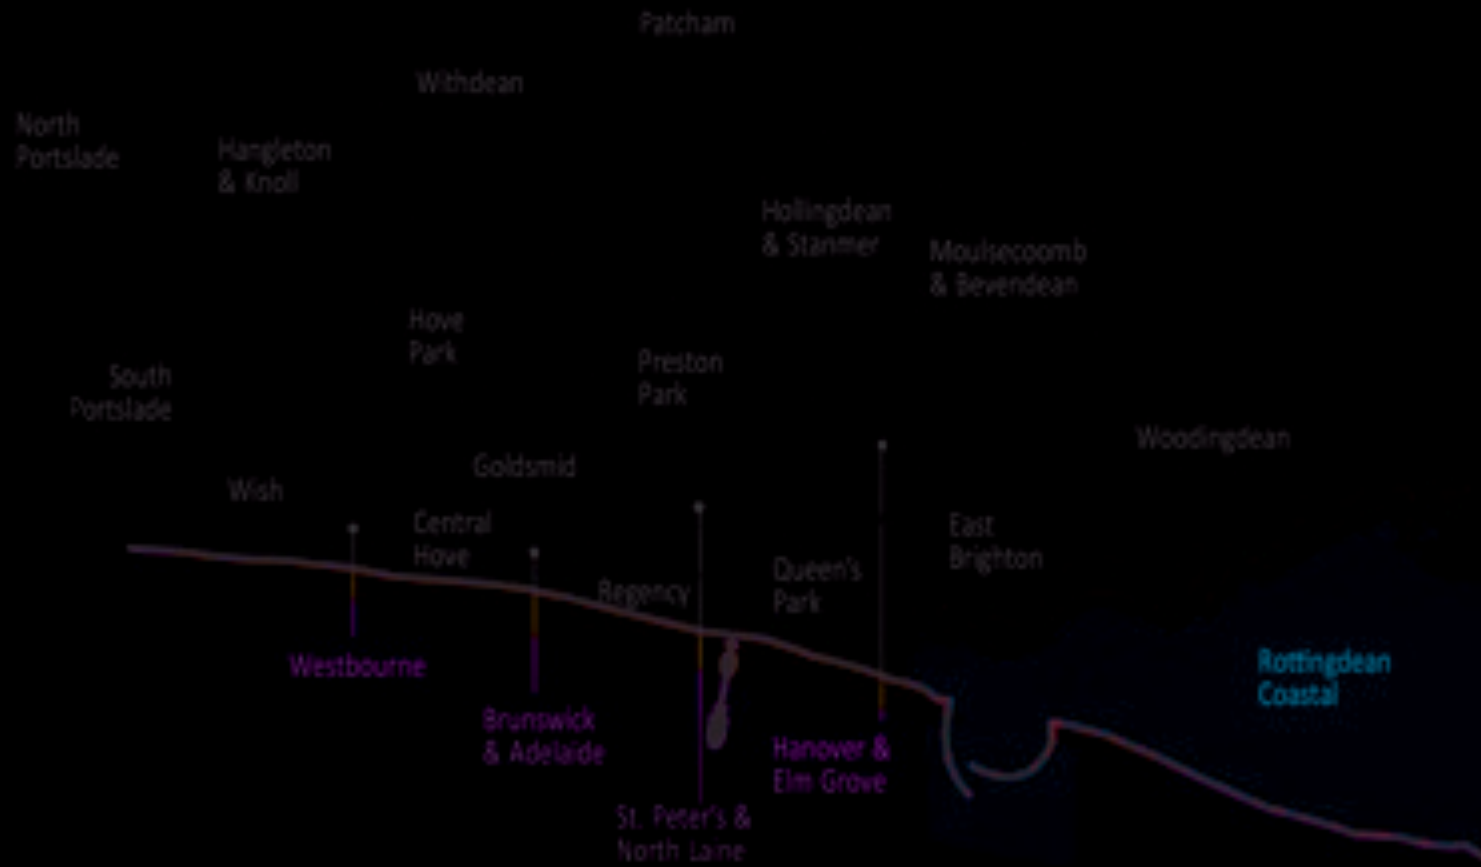 Patcham
Withdean
North
Portslade
Hangleton
& Knoll
Hollingdean
& Stanmer
Moulsecoomb
& Bevendean
Hove
Park
Preston
Park
South
Portslade
Woodingdean
Goldsmid
Wish
Central
Hove
East
Brighton
Queen's
Park
Regency
Rottingdean
Coastal
Westbourne
Brunswick
& Adelaide
Hanover &
Elm Grove
St. Peter's &
North Laine